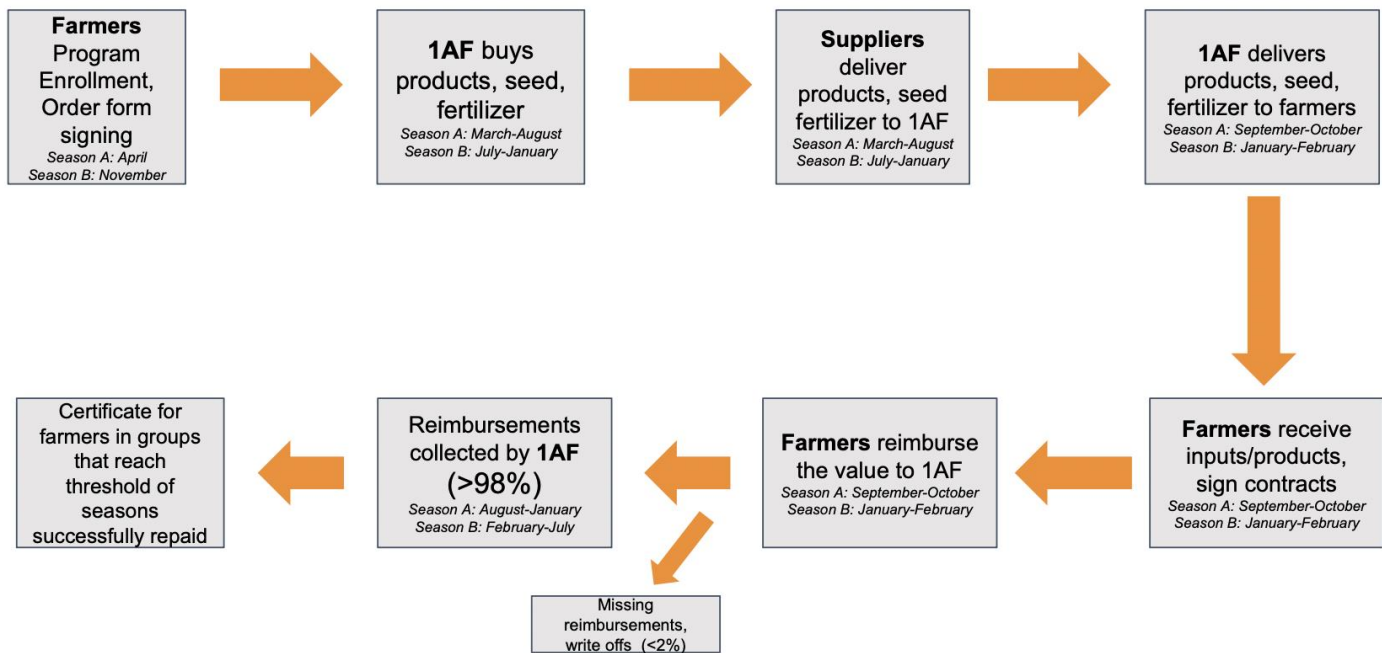 Farmers
Program
Enrollment,
Order form
signing
Season A: April
Season B: November
1AF buys
products, seed,
fertilizer
Season A: March-August
Season B: July-January
Suppliers
deliver
products, seed
fertilizer to 1AF
Season A: March-August
Season B: July-January
1AF delivers
products, seed,
fertilizer to farmers
Season A: September-October
Season B: January-February
Farmers receive
inputs/products,
sign contracts
Season A: September-October
Season B: January-February
Farmers reimburse
the value to 1AF
Season A: September-October
Season B: January-February
Reimbursements
collected by 1AF
(>98%)
Season A: August-January
Season B: February-July
Missing
reimbursements,
write offs (<2%)
Certificate for
farmers in groups
that reach
threshold of
seasons
successfully repaid